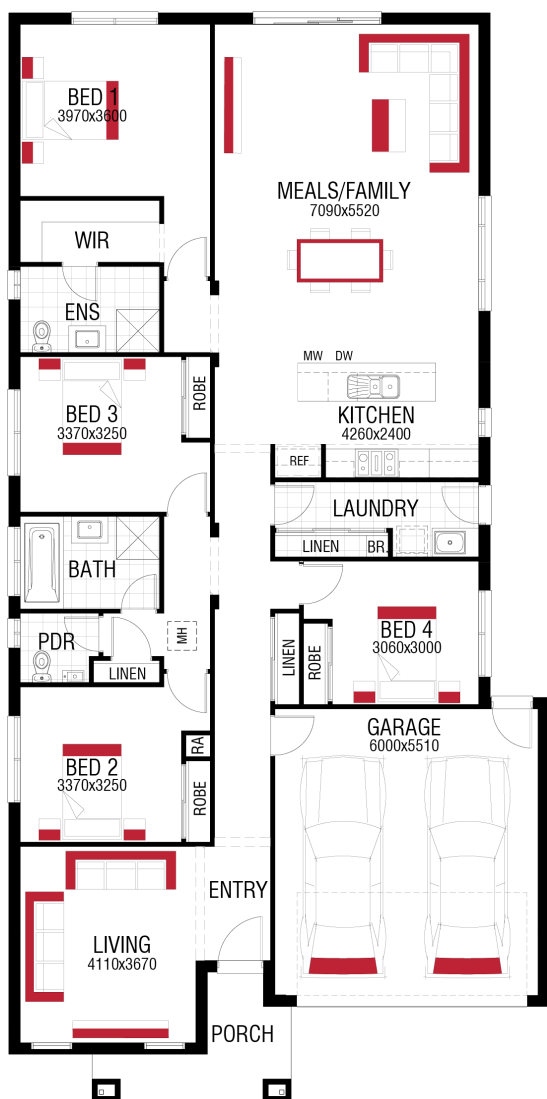 BED 1
3970x3600
MEALS/FAMILY
7090x5520
WIR
ENS
MW DW
BED 3
3370x3250
ROBE
KITCHEN
4260x2400
REF
LAUNDRY
LINEN
BR.
BATH
PDR
MH
LINEN
BED 4
3060x3000
LINEN
ROBE
GARAGE
6000x5510
RA
BED 2
3370x3250
ROBE
ENTRY
LIVING
4110x3670
PORCH